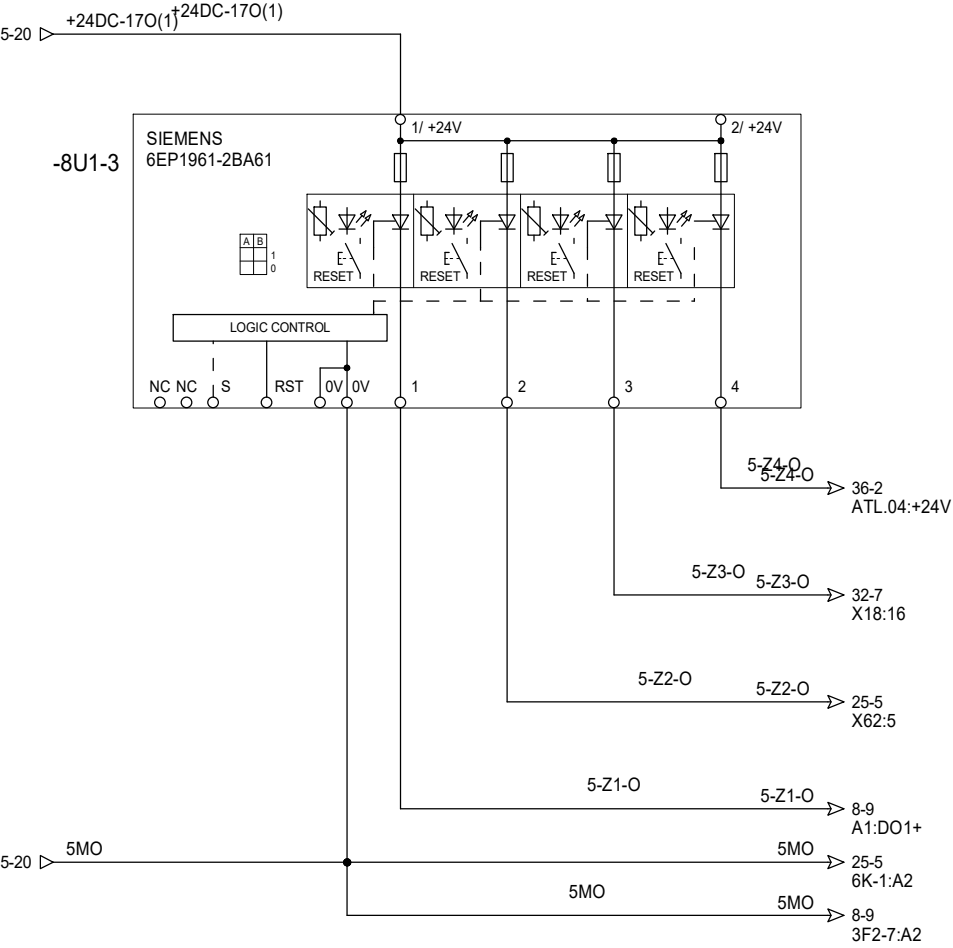 +24DC-17O(1)
+24DC-17O(1)
5-20
1/ +24V
2/ +24V
SIEMENS
6EP1961-2BA61
-8U1-3
A B
1
0
E
E
E
E
RESET
RESET
RESET
RESET
LOGIC CONTROL
NC NC S RST 0V 0V 1 2 3 4
5-Z4-O
5-Z4-O
36-2
ATL.04:+24V
5-Z3-O
5-Z3-O
32-7
X18:16
5-Z2-O
5-Z2-O
25-5
X62:5
5-Z1-O
5-Z1-O
8-9
A1:DO1+
5-20
5MO
5MO
25-5
6K-1:A2
5MO
5MO
8-9
3F2-7:A2